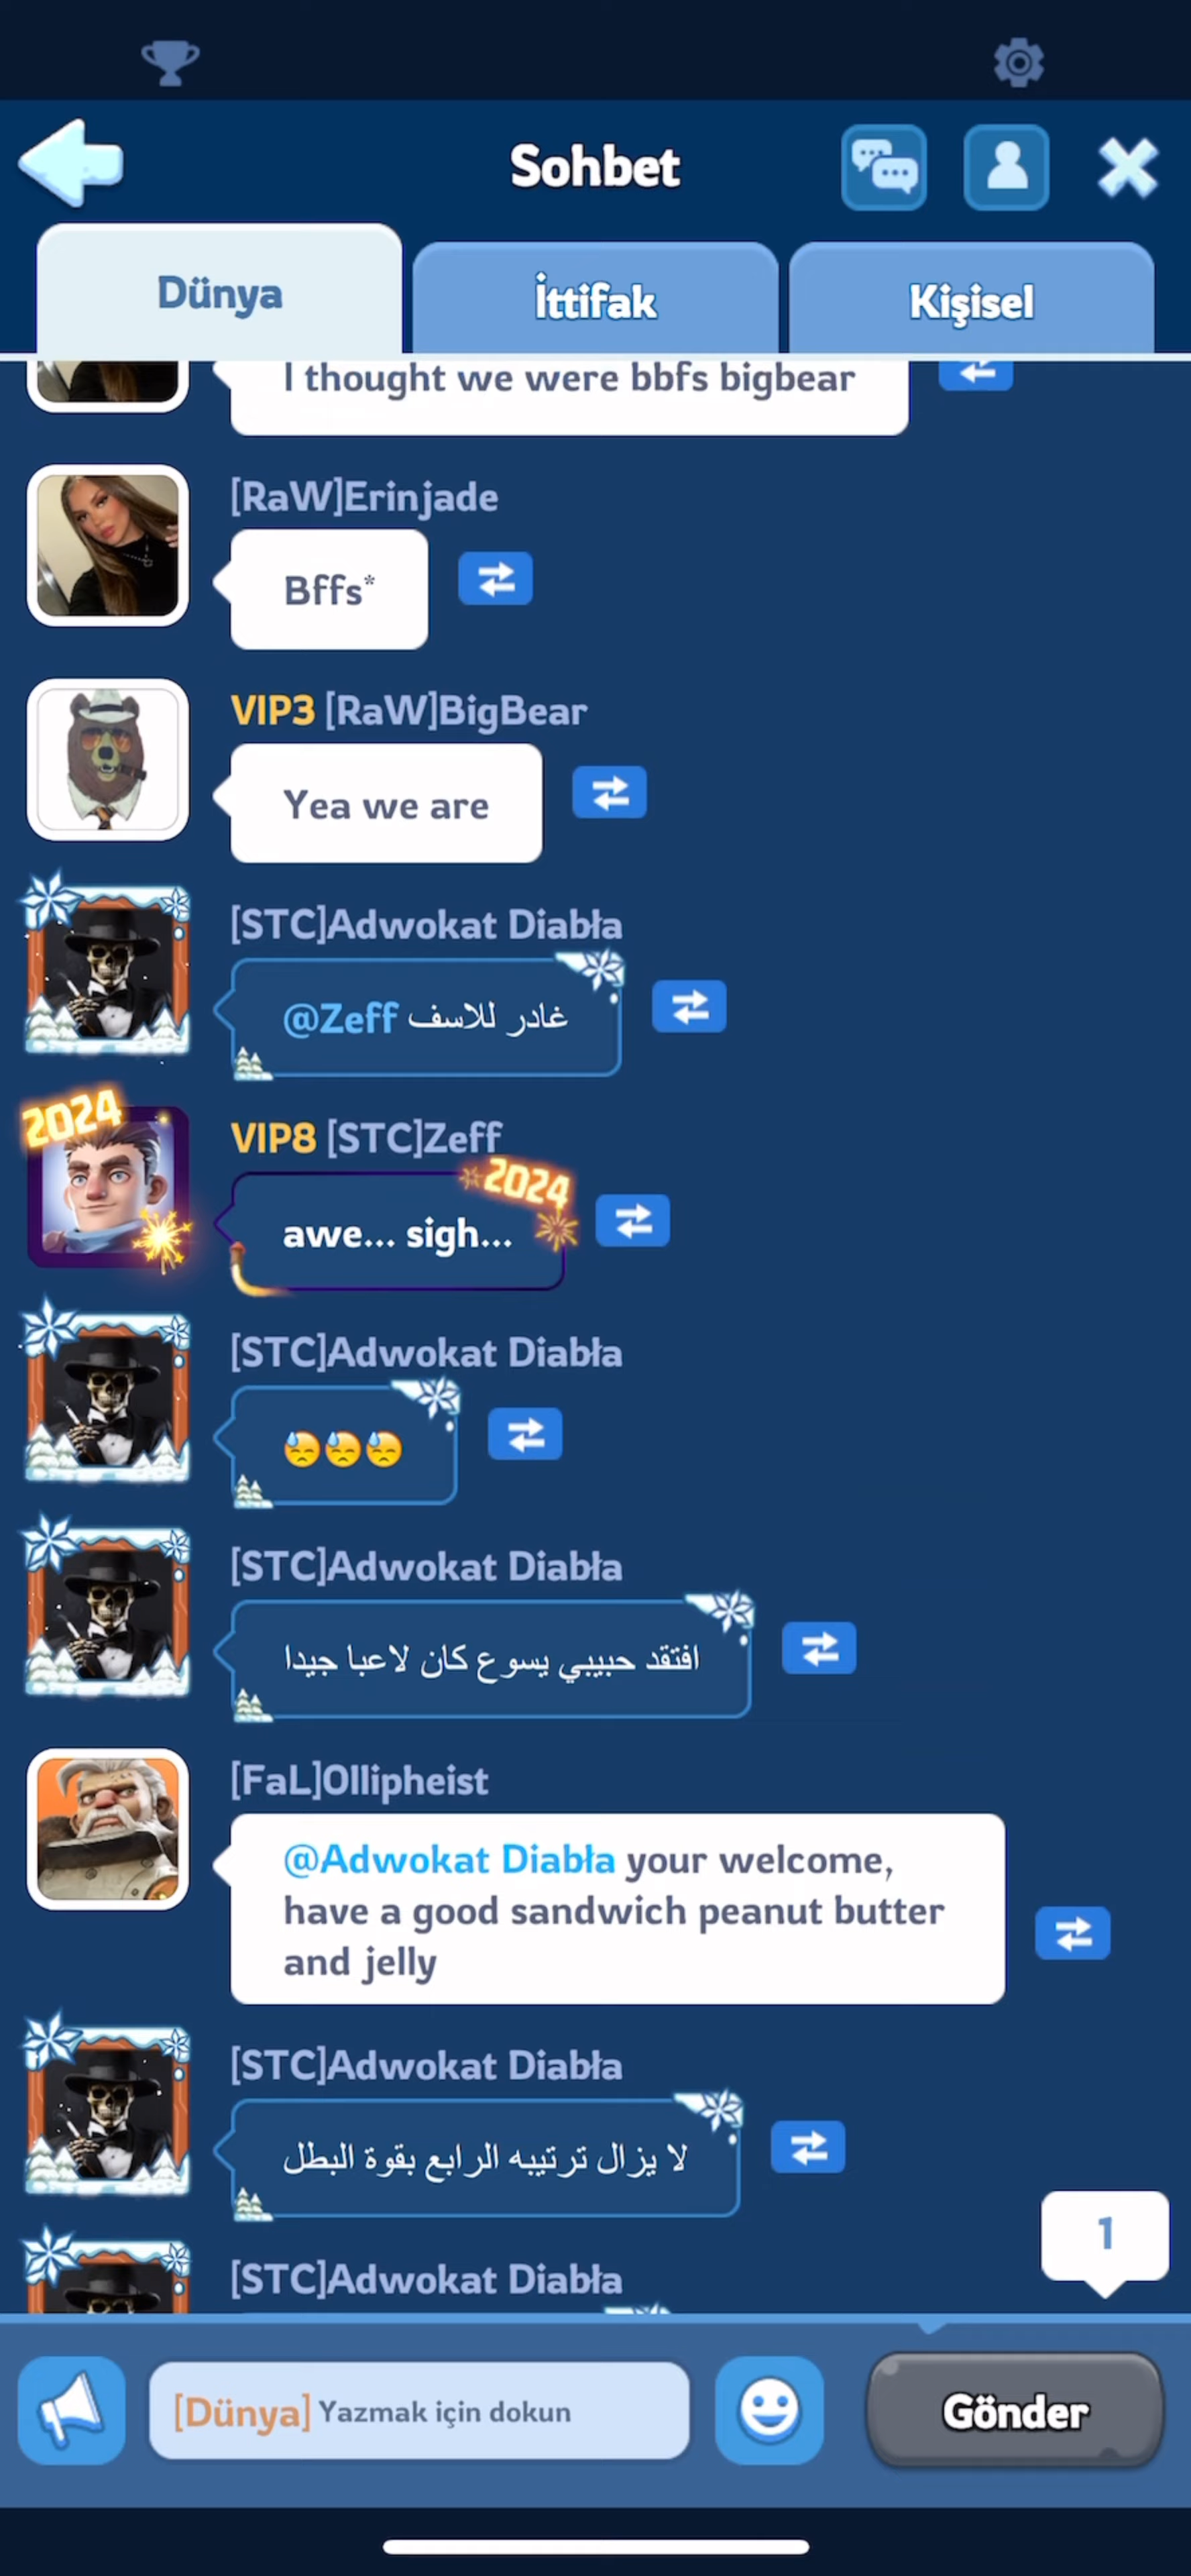 Sohbet
Dünya
İttifak
Kişisel
I thought we were bbfs bigbear
[RaW]Erinjade
Bffs*
VIP3 [RaW]BigBear
Yea we are
[STC]Adwokat Diabła
@Zeff غادر للاسف
2024
VIP8 [STC]Zeff
2024
awe... sigh...
[STC]Adwokat Diabła
😓😓😓
[STC]Adwokat Diabła
افتقد حبيبي يسوع كان لاعبا جيدا
[FaL]Ollipheist
@Adwokat Diabła your welcome,
have a good sandwich peanut butter
and jelly
[STC]Adwokat Diabła
لا يزال ترتيبه الرابع بقوة البطل
1
[STC]Adwokat Diabła
[Dünya] Yazmak için dokun
Gönder